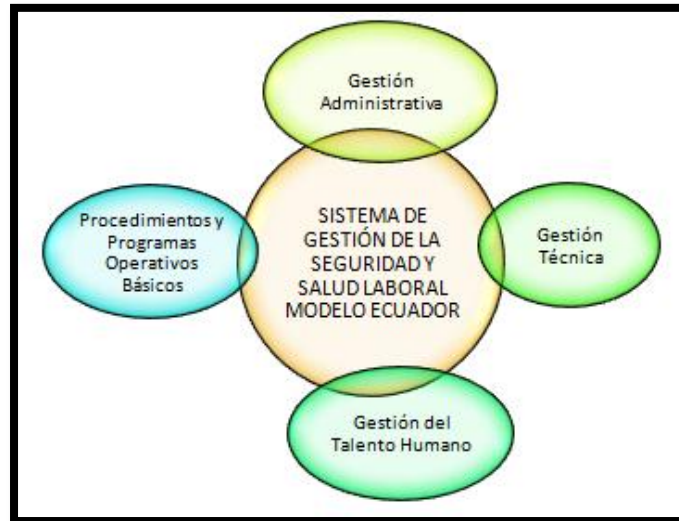 Gestión
Administrativa
Procedimientos y
Programas
Operativos
Básicos
SISTEMA DE
GESTIÓN DE LA
SEGURIDAD Y
SALUD LABORAL
MODELO ECUADOR
Gestión
Técnica
Gestión del
Talento Humano